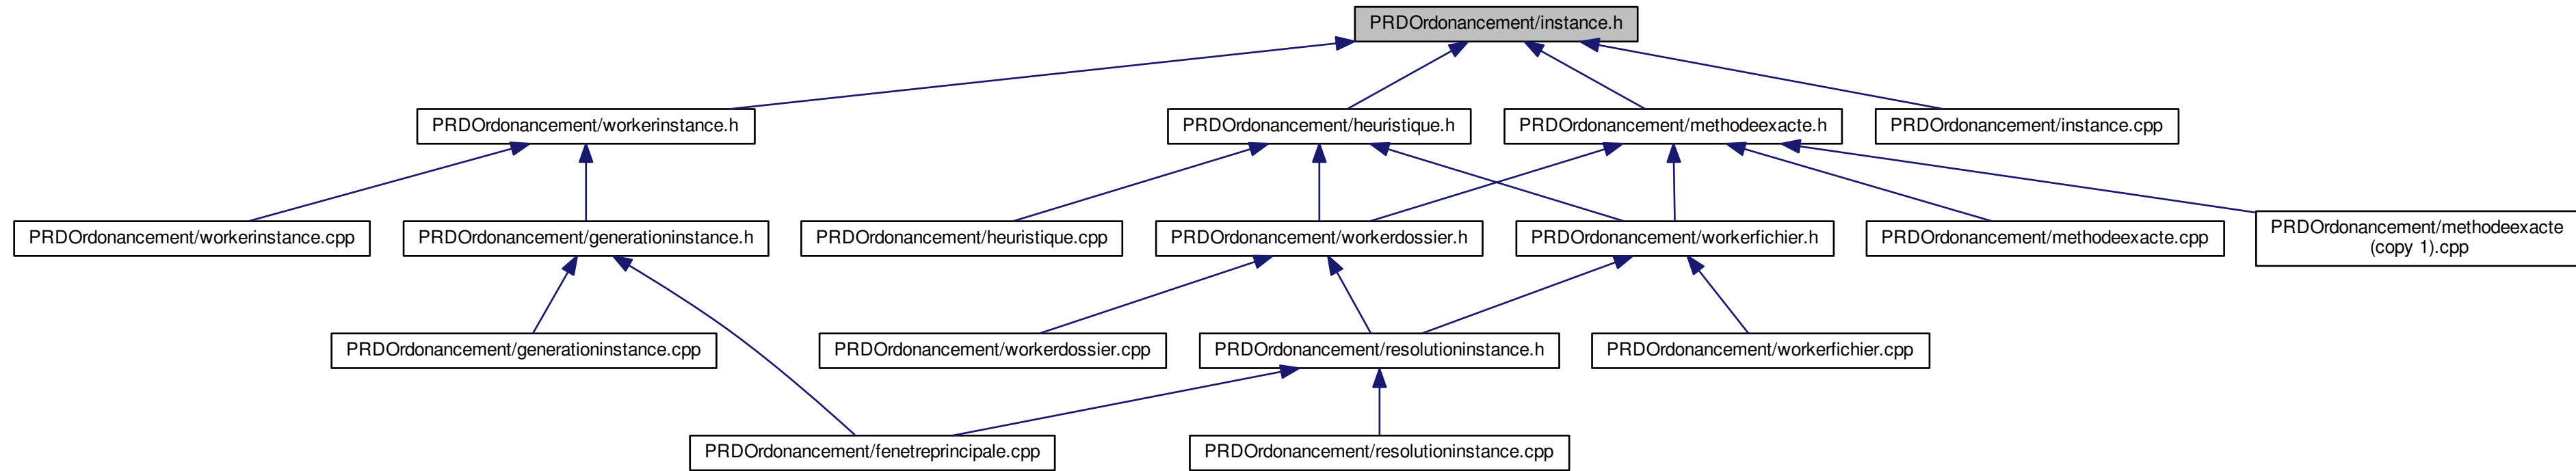 PRDOrdonancement/instance.h
PRDOrdonancement/workerinstance.h
PRDOrdonancement/heuristique.h
PRDOrdonancement/methodeexacte.h
PRDOrdonancement/instance.cpp
PRDOrdonancement/workerinstance.cpp
PRDOrdonancement/generationinstance.h
PRDOrdonancement/heuristique.cpp
PRDOrdonancement/workerdossier.h
PRDOrdonancement/workerfichier.h
PRDOrdonancement/methodeexacte.cpp
PRDOrdonancement/methodeexacte
(copy 1).cpp
PRDOrdonancement/generationinstance.cpp
PRDOrdonancement/workerdossier.cpp
PRDOrdonancement/resolutioninstance.h
PRDOrdonancement/workerfichier.cpp
PRDOrdonancement/fenetreprincipale.cpp
PRDOrdonancement/resolutioninstance.cpp